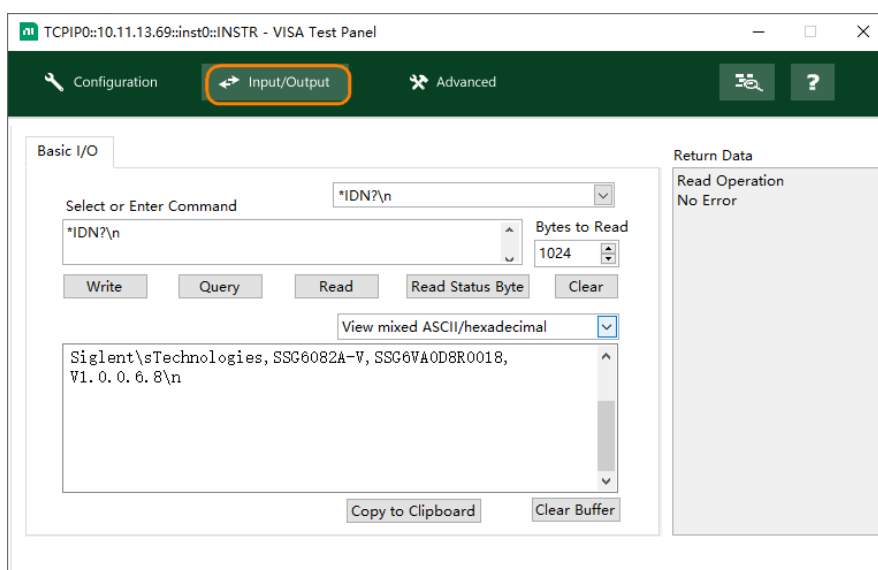 TCPIP0::10.11.13.69::inst0::INSTR - VISA Test Panel
Configuration
Input/Output
Advanced
?
Basic I/O
Return Data
Read Operation
No Error
*IDN?\n
Select or Enter Command
*IDN?\n
Bytes to Read
1024
Write
Query
Read
Read Status Byte
Clear
View mixed ASCII/hexadecimal
Siglent\sTechnologies,SSG6082A-V,SSG6VA0D8R0018,
V1.0.0.6.8\n
Copy to Clipboard
Clear Buffer